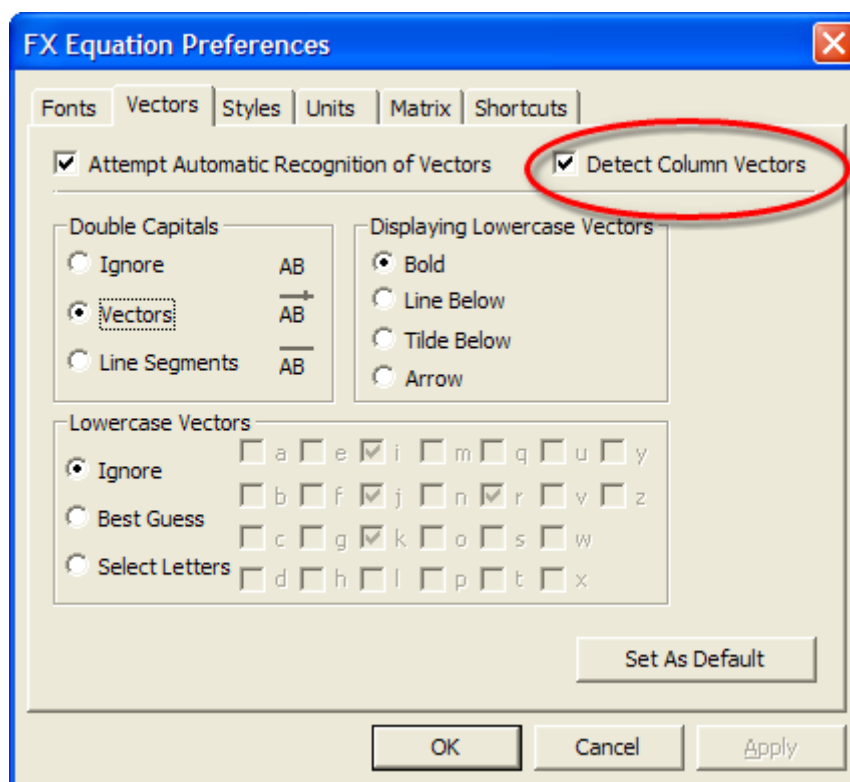 FX Equation Preferences
Fonts Vectors Styles Units Matrix Shortcuts
Attempt Automatic Recognition of Vectors Detect Column Vectors
Double Capitals
Ignore AB
Vectors AB
Line Segments AB
Displaying Lowercase Vectors
Bold
Line Below
Tilde Below
Arrow
Lowercase Vectors
Ignore
Best Guess
Select Letters
a e i m q u y
b f j n r v z
c g k o s w
d h l p t x
Set As Default
OK Cancel Apply